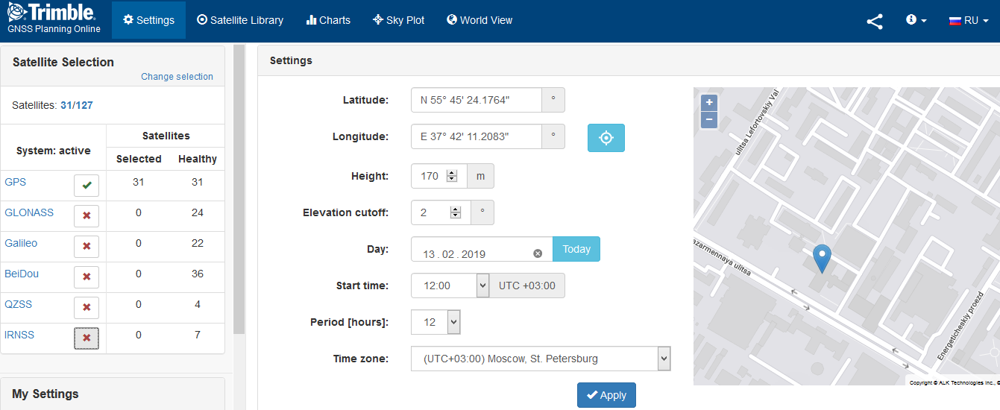 Trimble.
GNSS Planning Online
Settings
Satellite Library
Charts
Sky Plot
World View
RU
Satellite Selection
Change selection
Satellites: 31/127
System: active
Satellites
Selected Healthy
GPS 31 31
GLONASS 0 24
Galileo 0 22
BeiDou 0 36
QZSS 0 4
IRNSS 0 7
My Settings
Settings
Latitude: N 55° 45' 24.1764" °
Longitude: E 37° 42' 11.2083" °
Height: 170 m
Elevation cutoff: 2 °
Day: 13 . 02 . 2019 Today
Start time: 12:00 UTC +03:00
Period [hours]: 12
Time zone: (UTC+03:00) Moscow, St. Petersburg
Apply
+
−
ulitsa Lefortovskiy Val
azarmennaya ulitsa
Energeticheskiy proezd
Copyright © ALK Technologies Inc., ©